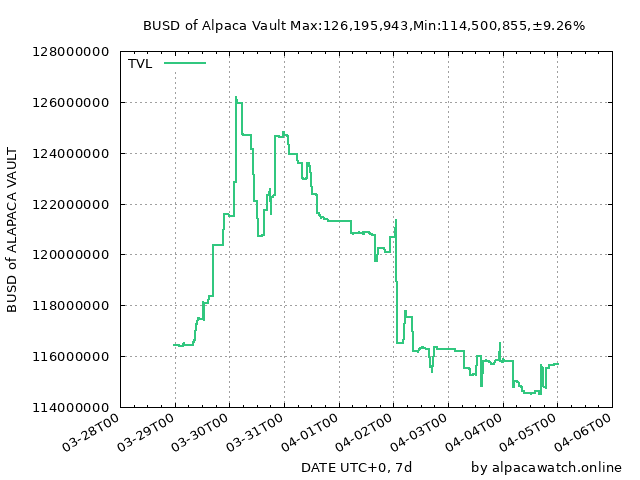 BUSD of Alpaca Vault Max:126,195,943,Min:114,500,855,±9.26%
TVL
128000000
126000000
124000000
122000000
120000000
118000000
116000000
114000000
BUSD of ALAPACA VAULT
03-28T00
03-29T00
03-30T00
03-31T00
04-01T00
04-02T00
04-03T00
04-04T00
04-05T00
04-06T00
DATE UTC+0, 7d
by alpacawatch.online